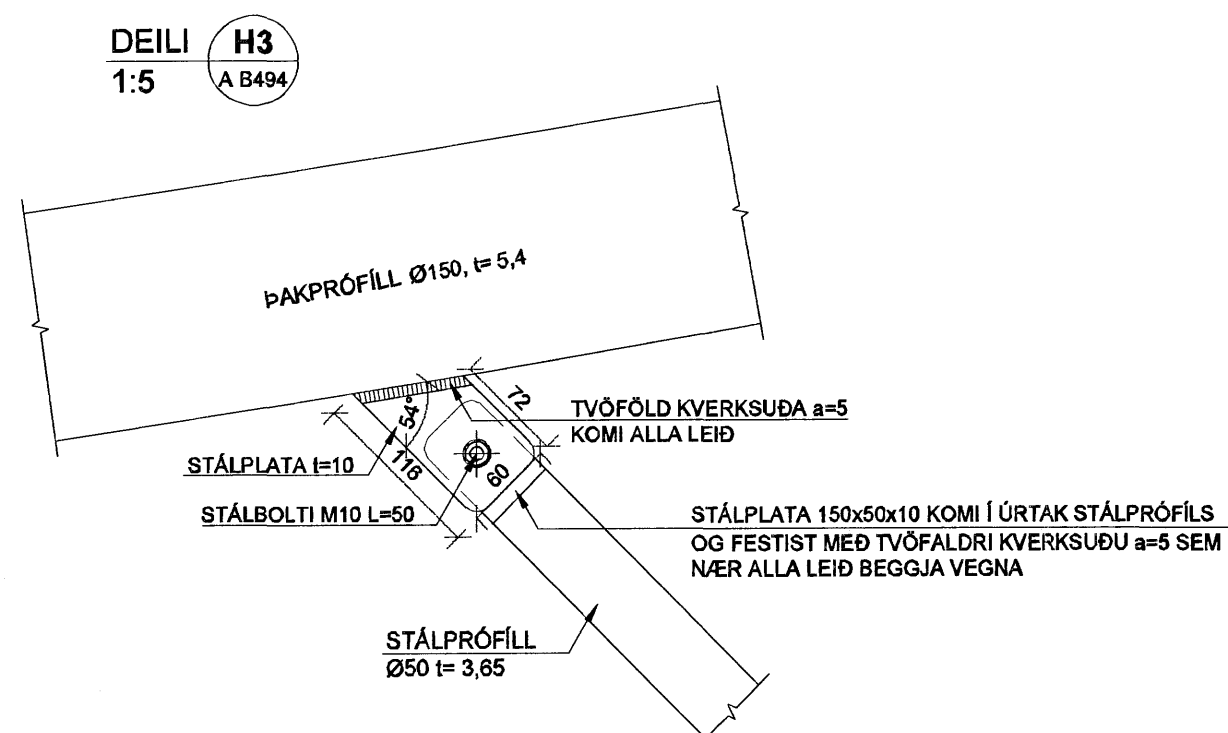 DEILI H3
1:5 A B494
ÞAKPRÓFÍLL Ø150, t= 5,4
72
54°
TVÖFÖLD KVERKSUÐA a=5
KOMI ALLA LEIÐ
STÁLPLATA t=10
116
60
STÁLBOLTI M10 L=50
STÁLPLATA 150x50x10 KOMI Í ÚRTAK STÁLPRÓFÍLS
OG FESTIST MEÐ TVÖFALDRI KVERKSUÐU a=5 SEM
NÆR ALLA LEIÐ BEGGJA VEGNA
STÁLPRÓFÍLL
Ø50 t= 3,65